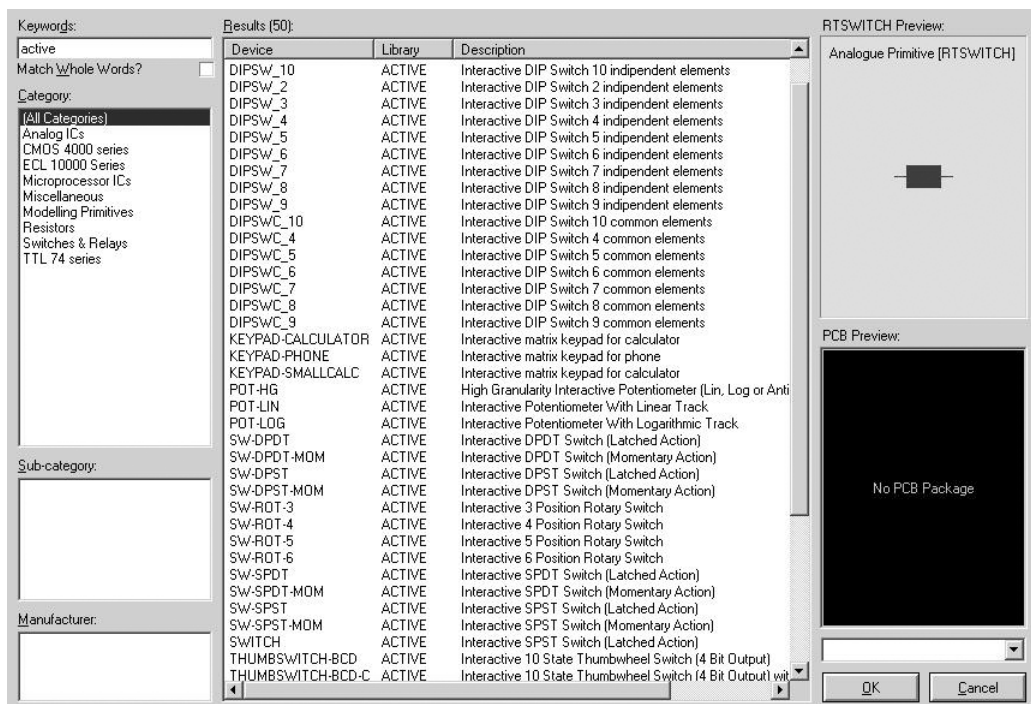 Keywords:
active
Match Whole Words?
Category:
(All Categories)
Analog ICs
CMOS 4000 series
ECL 10000 Series
Microprocessor ICs
Miscellaneous
Modelling Primitives
Resistors
Switches & Relays
TTL 74 series
Sub-category:
Manufacturer:
Results (50):
Device Library Description
DIPSW_10 ACTIVE Interactive DIP Switch 10 indipendent elements
DIPSW_2 ACTIVE Interactive DIP Switch 2 indipendent elements
DIPSW_3 ACTIVE Interactive DIP Switch 3 indipendent elements
DIPSW_4 ACTIVE Interactive DIP Switch 4 indipendent elements
DIPSW_5 ACTIVE Interactive DIP Switch 5 indipendent elements
DIPSW_6 ACTIVE Interactive DIP Switch 6 indipendent elements
DIPSW_7 ACTIVE Interactive DIP Switch 7 indipendent elements
DIPSW_8 ACTIVE Interactive DIP Switch 8 indipendent elements
DIPSW_9 ACTIVE Interactive DIP Switch 9 indipendent elements
DIPSWC_10 ACTIVE Interactive DIP Switch 10 common elements
DIPSWC_4 ACTIVE Interactive DIP Switch 4 common elements
DIPSWC_5 ACTIVE Interactive DIP Switch 5 common elements
DIPSWC_6 ACTIVE Interactive DIP Switch 6 common elements
DIPSWC_7 ACTIVE Interactive DIP Switch 7 common elements
DIPSWC_8 ACTIVE Interactive DIP Switch 8 common elements
DIPSWC_9 ACTIVE Interactive DIP Switch 9 common elements
KEYPAD-CALCULATOR ACTIVE Interactive matrix keypad for calculator
KEYPAD-PHONE ACTIVE Interactive matrix keypad for phone
KEYPAD-SMALLCALC ACTIVE Interactive matrix keypad for calculator
POT-HG ACTIVE High Granularity Interactive Potentiometer (Lin, Log or Anti
POT-LIN ACTIVE Interactive Potentiometer With Linear Track
POT-LOG ACTIVE Interactive Potentiometer With Logarithmic Track
SW-DPDT ACTIVE Interactive DPDT Switch (Latched Action)
SW-DPDT-MOM ACTIVE Interactive DPDT Switch (Momentary Action)
SW-DPST ACTIVE Interactive DPST Switch (Latched Action)
SW-DPST-MOM ACTIVE Interactive DPST Switch (Momentary Action)
SW-ROT-3 ACTIVE Interactive 3 Position Rotary Switch
SW-ROT-4 ACTIVE Interactive 4 Position Rotary Switch
SW-ROT-5 ACTIVE Interactive 5 Position Rotary Switch
SW-ROT-6 ACTIVE Interactive 6 Position Rotary Switch
SW-SPDT ACTIVE Interactive SPDT Switch (Latched Action)
SW-SPDT-MOM ACTIVE Interactive SPDT Switch (Momentary Action)
SW-SPST ACTIVE Interactive SPST Switch (Latched Action)
SW-SPST-MOM ACTIVE Interactive SPST Switch (Momentary Action)
SWITCH ACTIVE Interactive SPST Switch (Latched Action)
THUMBSWITCH-BCD ACTIVE Interactive 10 State Thumbwheel Switch (4 Bit Output)
THUMBSWITCH-BCD-C ACTIVE Interactive 10 State Thumbwheel Switch (4 Bit Output) wit
RTSWITCH Preview:
Analogue Primitive [RTSWITCH]
PCB Preview:
No PCB Package
OK Cancel